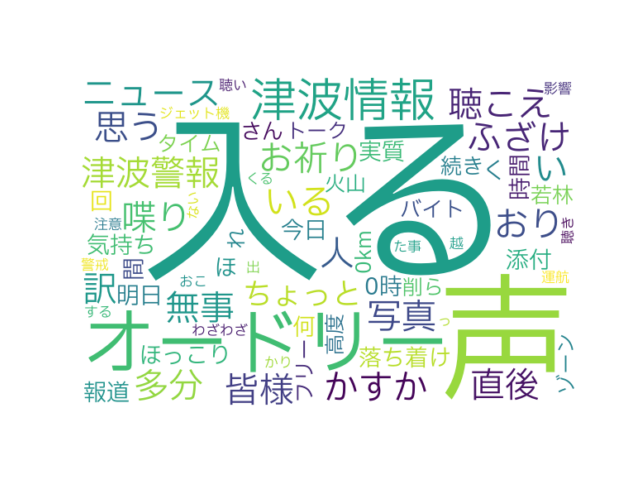 聴い
影響
ニュース
ジェット機
津波情報
聴こえ
思う
さん
トーク
ふざけ
タイム
お祈り
実質
入る
津波警報
くる
火山
続き
く
い
時間
若林
回
いる
喋り
バイト
おり
聴き
注意
気持ち
れ
今日
人
0km
た事
越
添付
警戒
間
ほ
訳
明日
おこ
出
ちょっと
0時
削ら
運航
する
無事
写真
わざわざ
何
高度
オードリー
声
ほっこり
かり
フリー
落ち着け
っ
ゾーン
報道
多分
皆様
かすか
直後